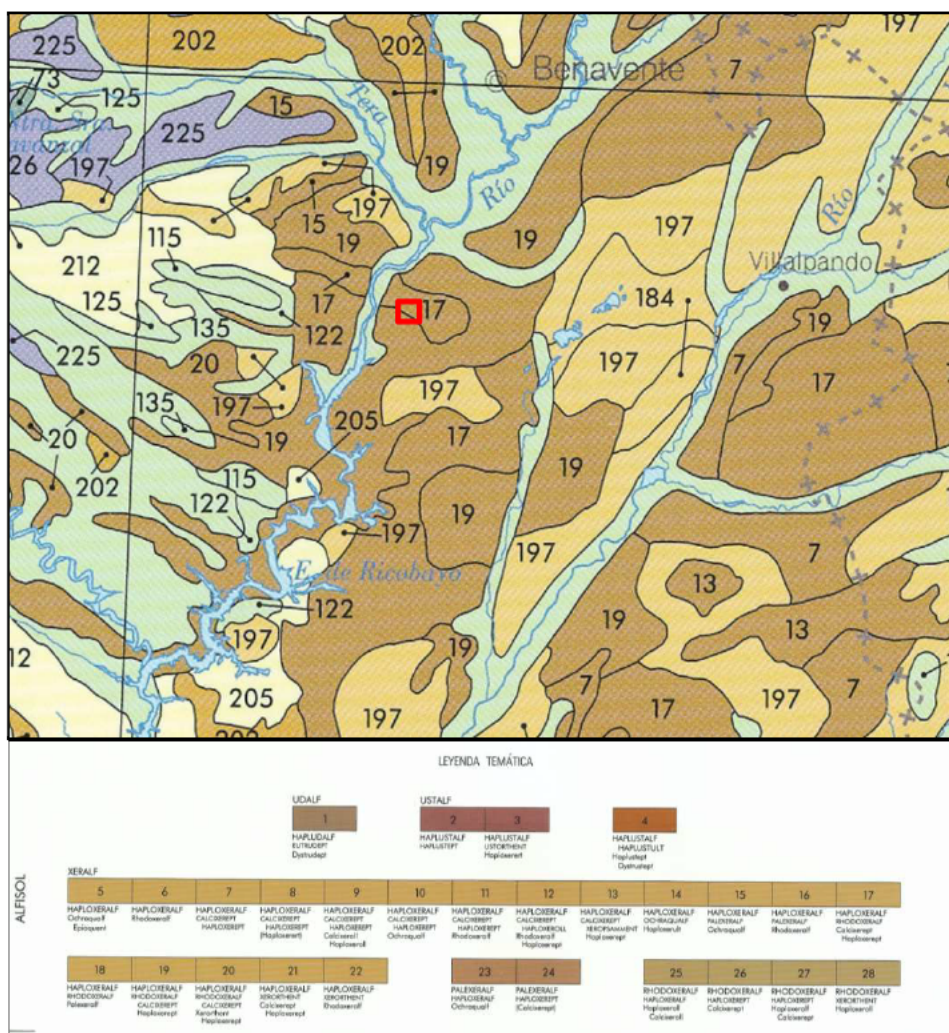 225
202
202
197
Benavente
7
73
125
15
225
Tera
26
197
19
Río
197
15
19
197
Río
115
19
212
Villalpando
125
17
17
184
135
122
19
225
20
197
7
17
197
135
205
20
19
17
202
115
19
122
19
197
197
7
E. de Ricobayo
13
122
19
13
197
19
12
7
7
205
197
17
197
LEYENDA TEMÁTICA
ALFISOL
UDALF
1
HAPLUDALF
EUTRUDEPT
Dystrudept
USTALF
2 3
HAPLUSTALF HAPLUSTALF
HAPLUSTEPT USTORTHENT
Haploxerert
4
HAPLUSTALF
HAPLUSTULT
Haplustept
Dystrustept
XERALF
5 6 7 8 9 10 11 12 13 14 15 16 17
HAPLOXERALF HAPLOXERALF HAPLOXERALF HAPLOXERALF HAPLOXERALF HAPLOXERALF HAPLOXERALF HAPLOXERALF HAPLOXERALF HAPLOXERALF HAPLOXERALF HAPLOXERALF HAPLOXERALF
Ochraqualf Rhodoxeralf CALCIXEREPT CALCIXEREPT CALCIXEREPT CALCIXEREPT CALCIXEREPT CALCIXEREPT CALCIXEREPT OCHRAQUALF PALEXERALF PALEXERALF RHODOXERALF
Epiaquent HAPLOXEREPT HAPLOXEREPT HAPLOXEREPT HAPLOXEREPT HAPLOXEREPT HAPLOXEROLL XEROPSAMMENT Haploxerult Ochraqualf Rhodoxeralf Calcixerept
(Haploxerert) Calcixeroll Ochraqualf Rhodoxeralf Rhodoxeralf Haploxerept Haploxerept
Haploxeroll Haploxerept
18 19 20 21 22
HAPLOXERALF HAPLOXERALF HAPLOXERALF HAPLOXERALF HAPLOXERALF
RHODOXERALF RHODOXERALF RHODOXERALF XERORTHENT XERORTHENT
Palexeralf CALCIXEREPT CALCIXEREPT Calcixerept Rhodoxeralf
Haploxerept Xerorthent Haploxerept
Haploxerept
23 24
PALEXERALF PALEXERALF
HAPLOXERALF HAPLOXEREPT
Ochraqualf (Calcixerept)
25 26 27 28
RHODOXERALF RHODOXERALF RHODOXERALF RHODOXERALF
HAPLOXERALF HAPLOXEREPT HAPLOXEREPT XERORTHENT
Haploxeroll Calcixerept Haploxeroll Haploxeroll
Calcixeroll Calcixerept